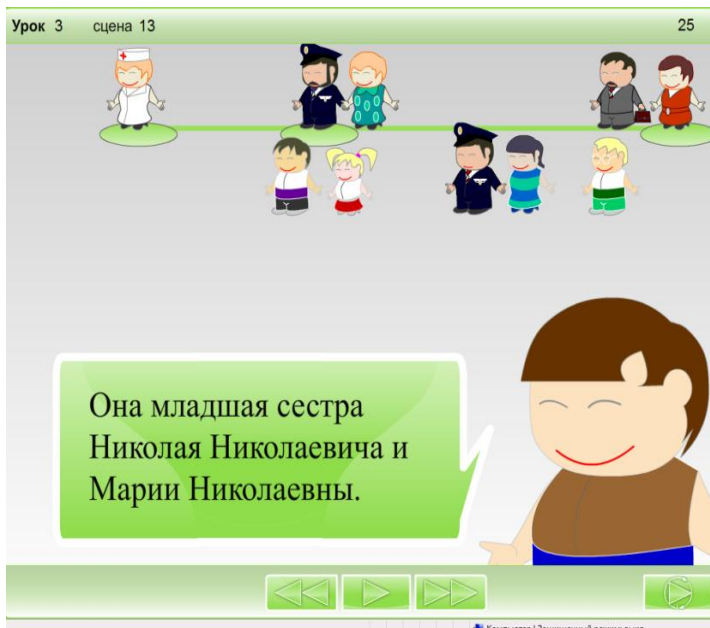 Урок 3 сцена 13 25
Она младшая сестра
Николая Николаевича и
Марии Николаевны.